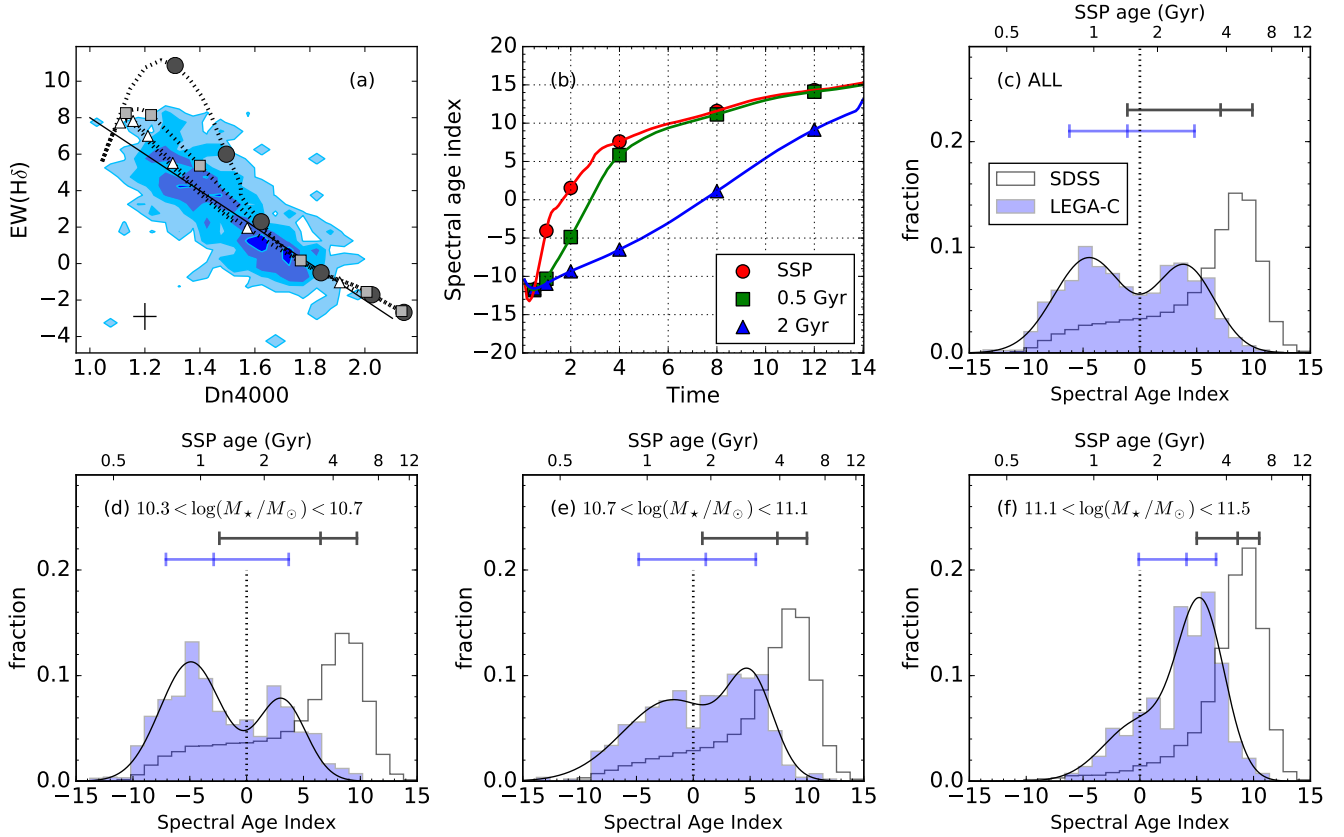 (a)
EW(Hδ)
10
8
6
4
2
0
−2
−4
1.0 1.2 1.4 1.6 1.8 2.0
Dn4000
(b)
Spectral age index
20
15
10
5
0
−5
−10
−15
−20
SSP
0.5 Gyr
2 Gyr
2 4 6 8 10 12 14
Time
SSP age (Gyr)
0.5 1 2 4 8 12
(c) ALL
fraction
0.2
0.1
0.0
SDSS
LEGA-C
−15 −10 −5 0 5 10 15
Spectral Age Index
SSP age (Gyr)
0.5 1 2 4 8 12
(d) 10.3 < log(M⋆/M⊙) < 10.7
fraction
0.2
0.1
0.0
−15 −10 −5 0 5 10 15
Spectral Age Index
SSP age (Gyr)
0.5 1 2 4 8 12
(e) 10.7 < log(M⋆/M⊙) < 11.1
fraction
0.2
0.1
0.0
−15 −10 −5 0 5 10 15
Spectral Age Index
SSP age (Gyr)
0.5 1 2 4 8 12
(f) 11.1 < log(M⋆/M⊙) < 11.5
fraction
0.2
0.1
0.0
−15 −10 −5 0 5 10 15
Spectral Age Index